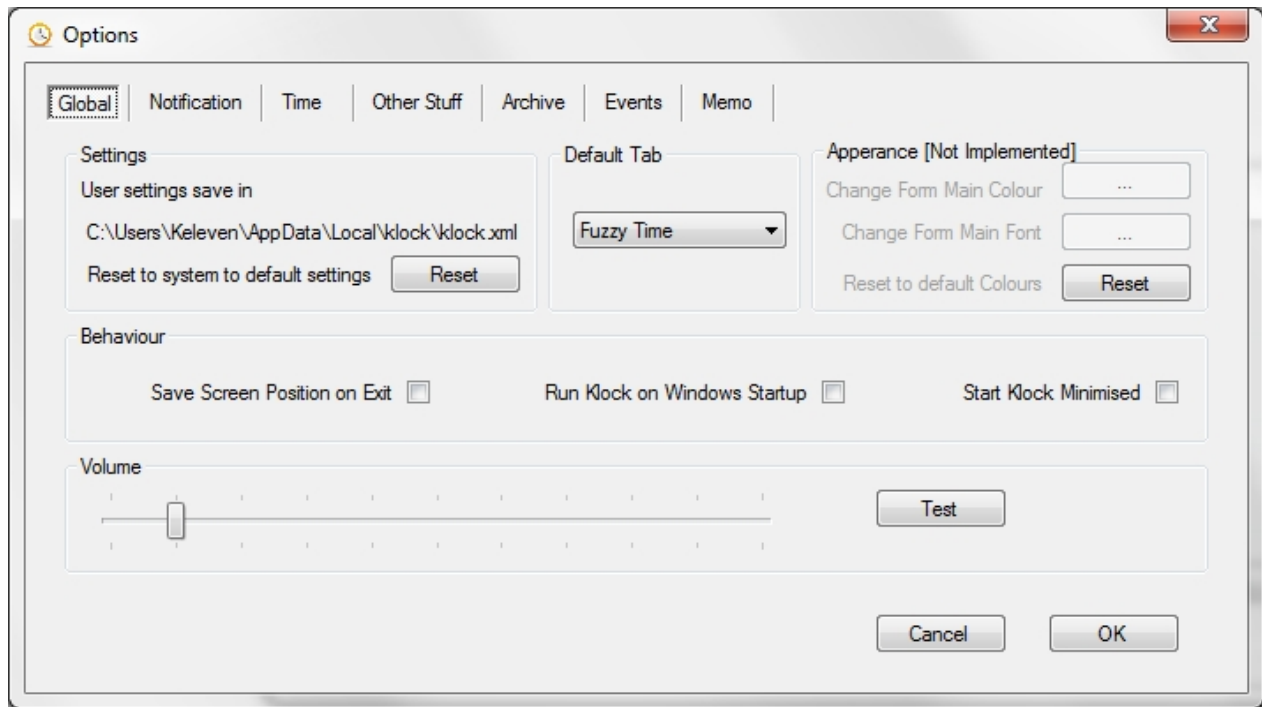 Options
Global Notification Time Other Stuff Archive Events Memo
Settings
User settings save in
C:\Users\Keleven\AppData\Local\klock\klock.xml
Reset to system to default settings Reset
Default Tab
Fuzzy Time
Apperance [Not Implemented]
Change Form Main Colour ...
Change Form Main Font ...
Reset to default Colours Reset
Behaviour
Save Screen Position on Exit Run Klock on Windows Startup Start Klock Minimised
Volume
Test
Cancel OK